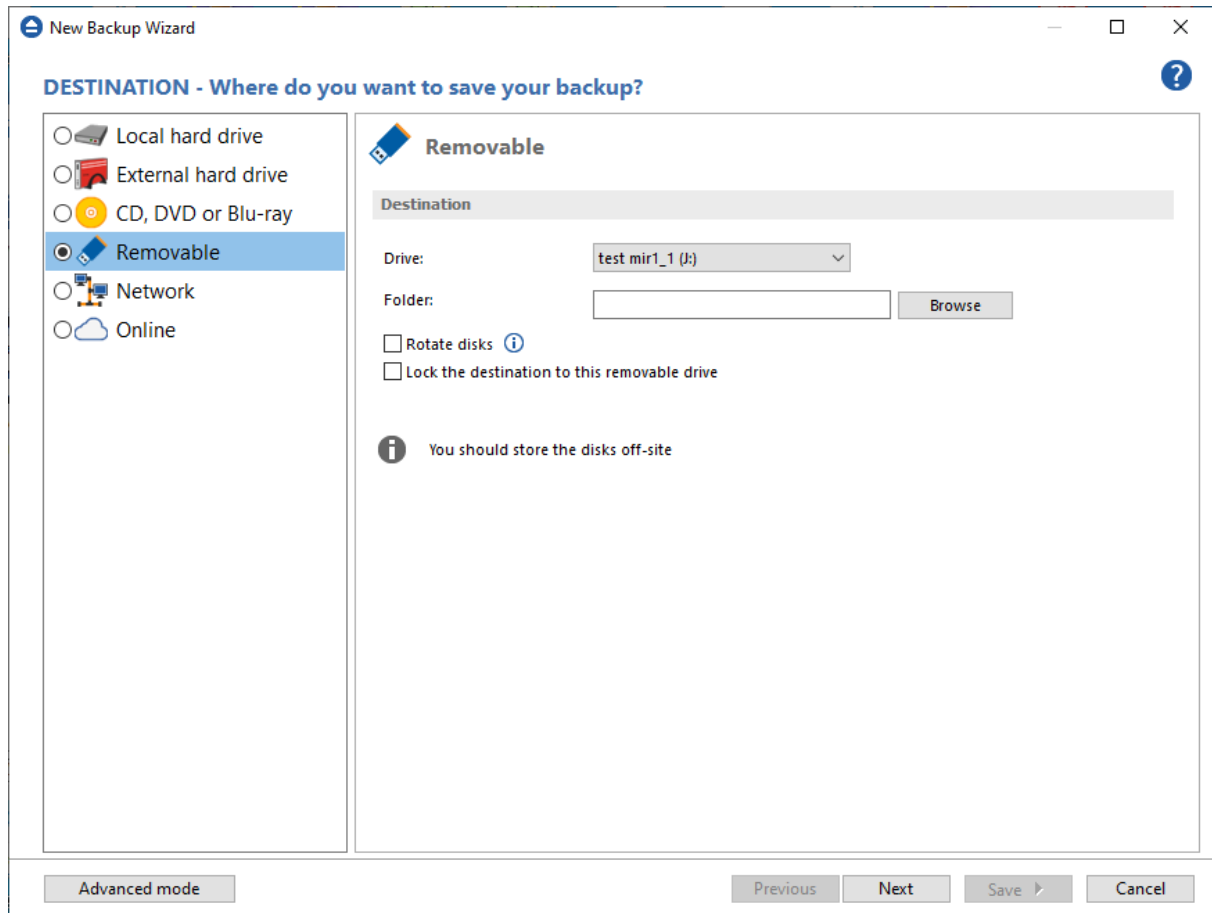 New Backup Wizard
DESTINATION - Where do you want to save your backup?
?
Local hard drive
External hard drive
CD, DVD or Blu-ray
Removable
Network
Online
Removable
Destination
Drive: test mir1_1 (J:)
Folder: Browse
Rotate disks i
Lock the destination to this removable drive
i You should store the disks off-site
Advanced mode Previous Next Save Cancel